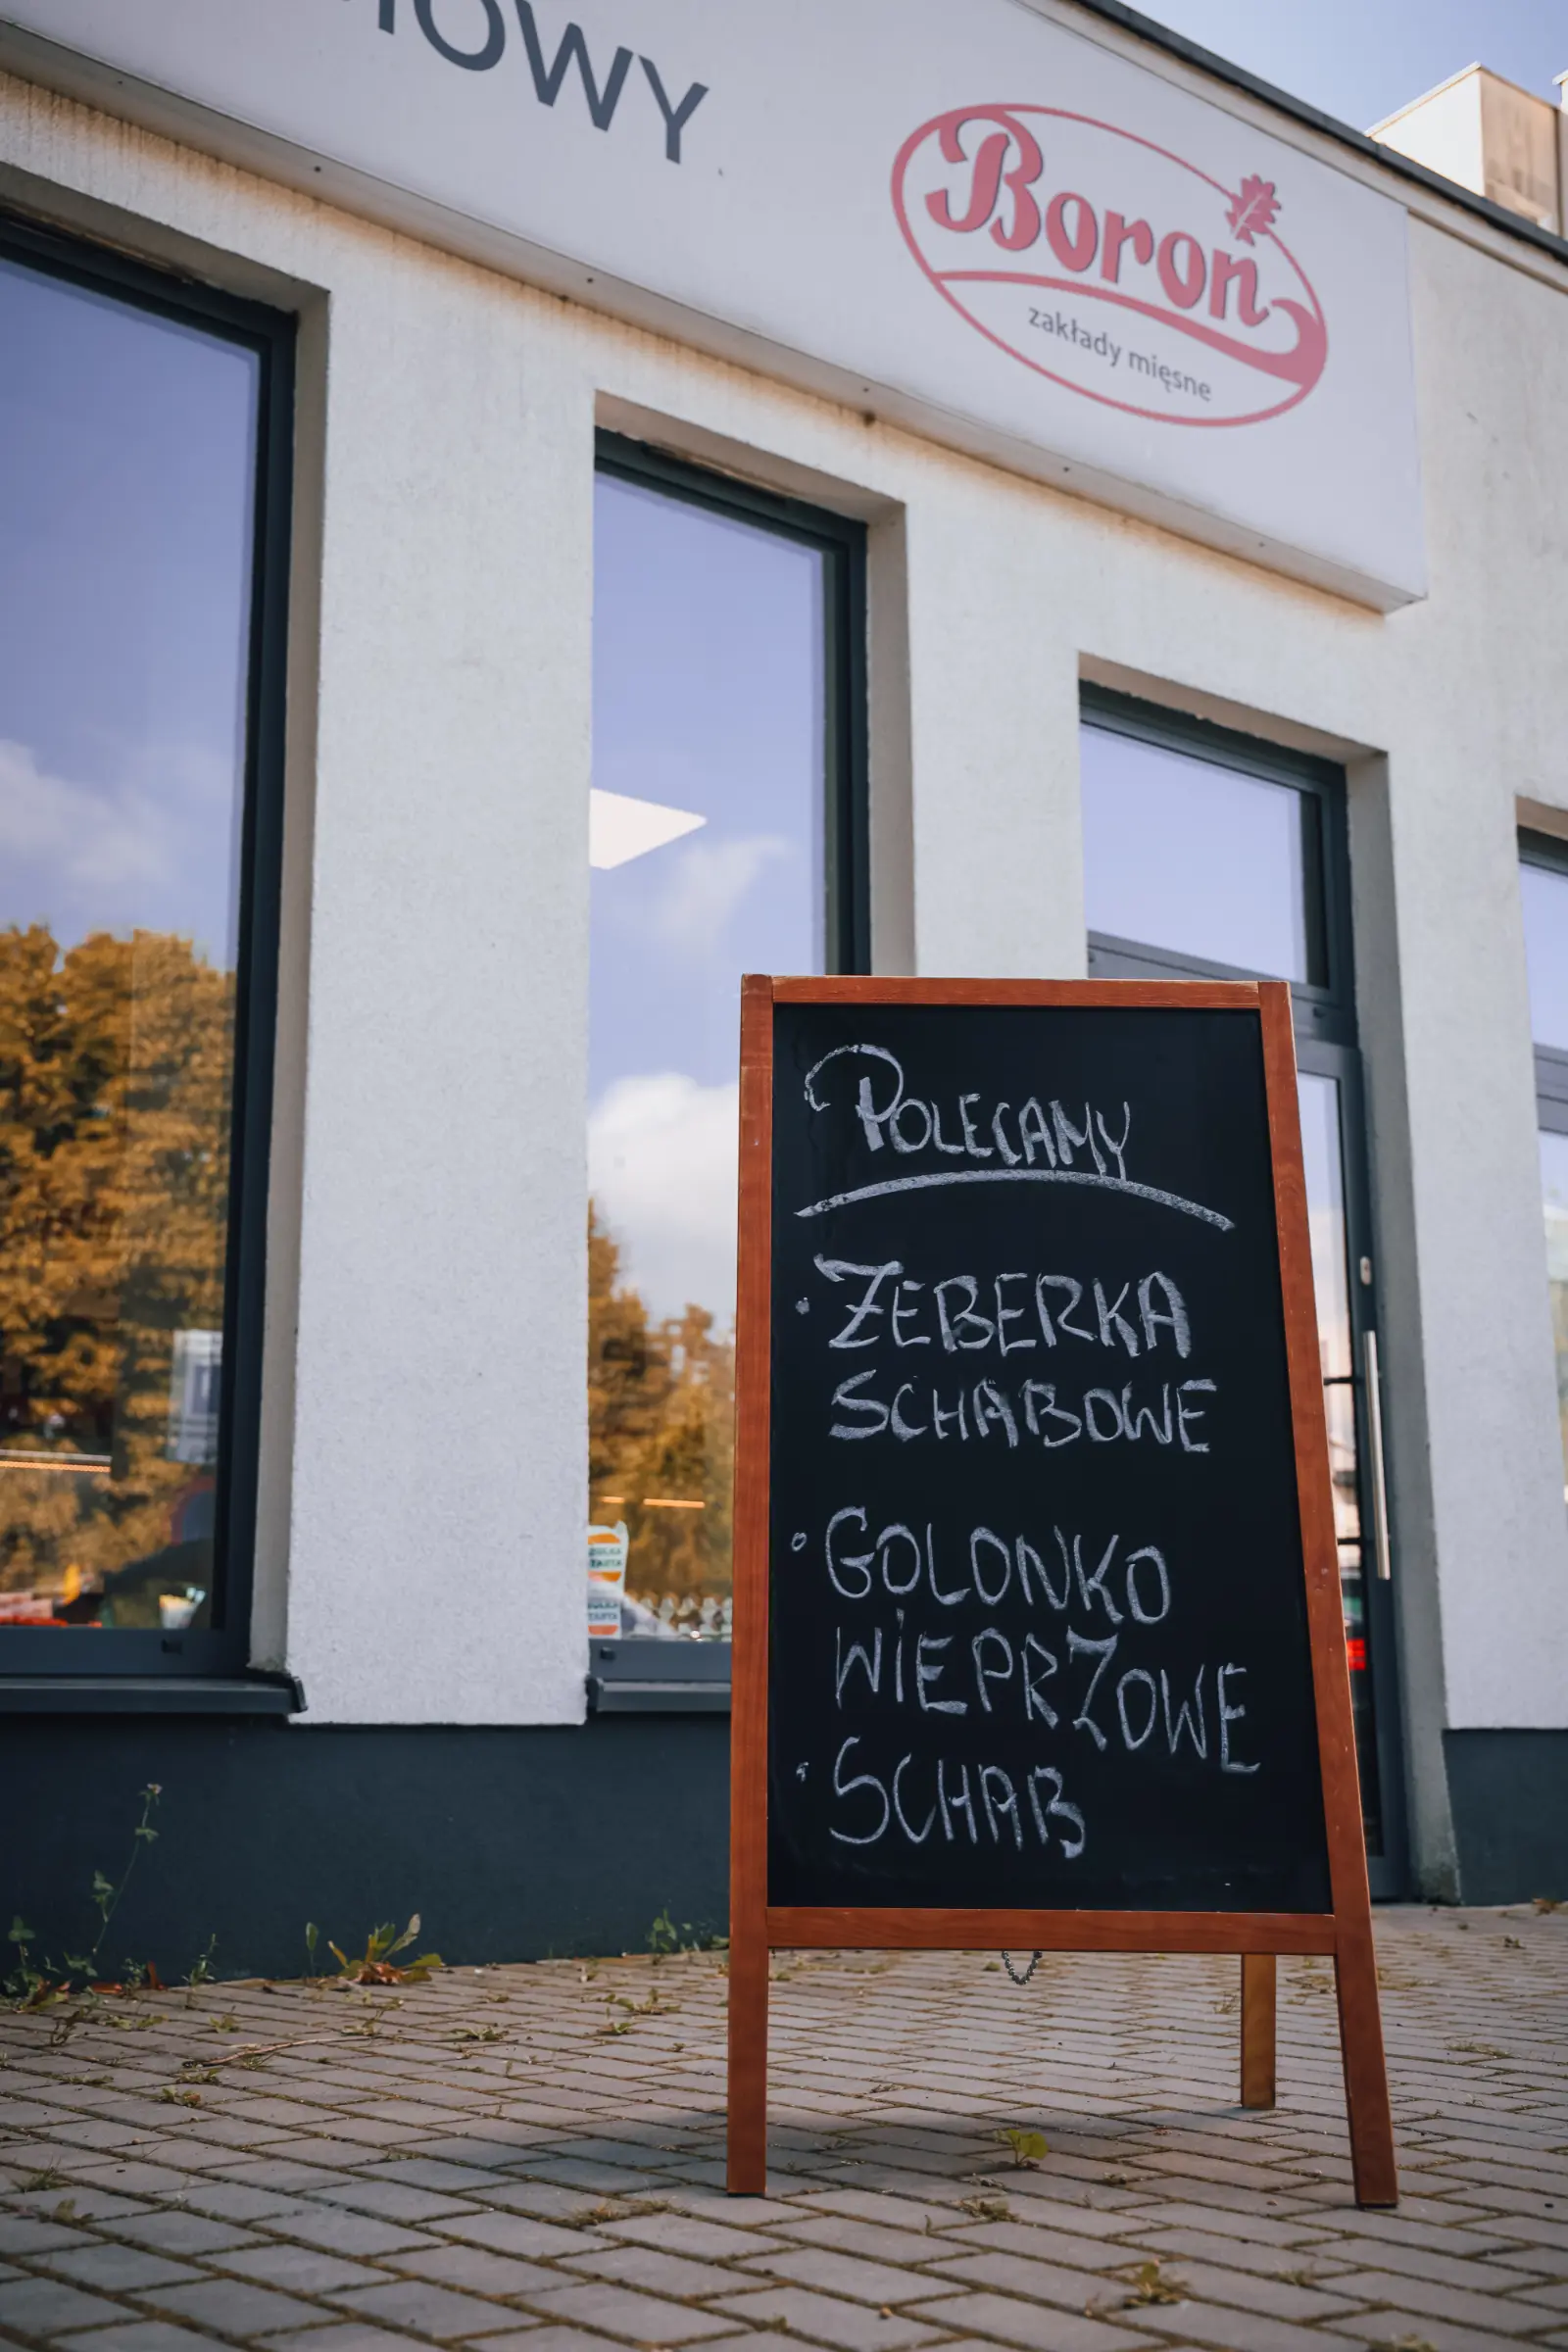 OWY
Boron
zakłady mięsne
POLECAMY
• ŻEBERKA
SCHABOWE
• GOLONKO
WIEPRZOWE
• SCHAB